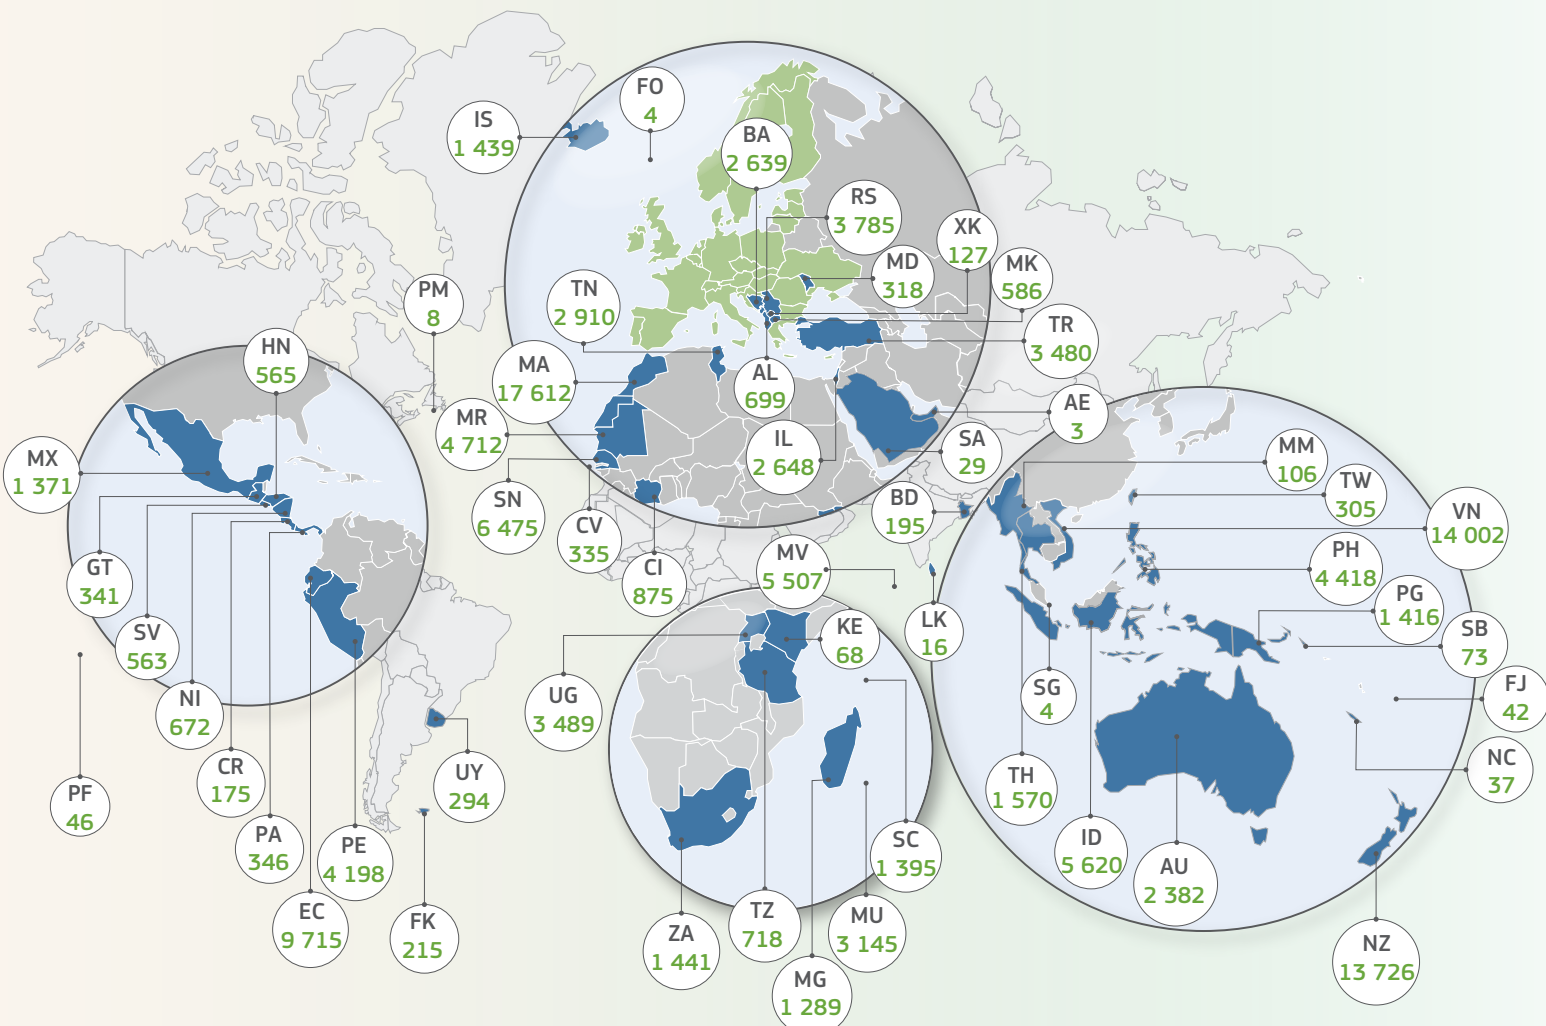 FO
4
IS
1 439
BA
2 639
RS
3 785
XK
127
MD
318
MK
586
TN
2 910
PM
8
TR
3 480
HN
565
MA
17 612
AL
699
AE
3
MR
4 712
IL
2 648
SA
29
MM
106
MX
1 371
TW
305
SN
6 475
BD
195
VN
14 002
CV
335
PH
4 418
MV
5 507
GT
341
CI
875
PG
1 416
SV
563
KE
68
LK
16
SB
73
UG
3 489
SG
4
FJ
42
NI
672
NC
37
CR
175
UY
294
TH
1 570
PF
46
PA
346
PE
4 198
SC
1 395
ID
5 620
AU
2 382
EC
9 715
FK
215
TZ
718
MU
3 145
ZA
1 441
NZ
13 726
MG
1 289